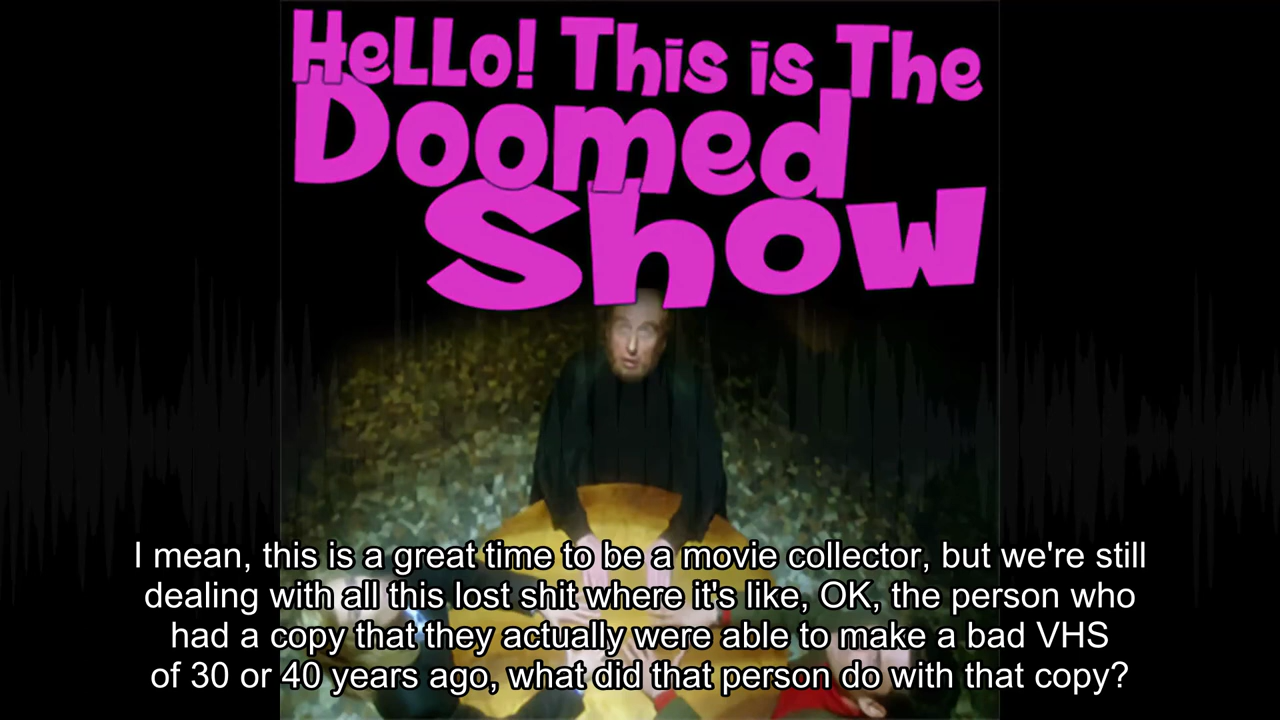 HeLLo! This is The
Doomed
Show
I mean, this is a great time to be a movie collector, but we're still
dealing with all this lost shit where it's like, OK, the person who
had a copy that they actually were able to make a bad VHS
of 30 or 40 years ago, what did that person do with that copy?